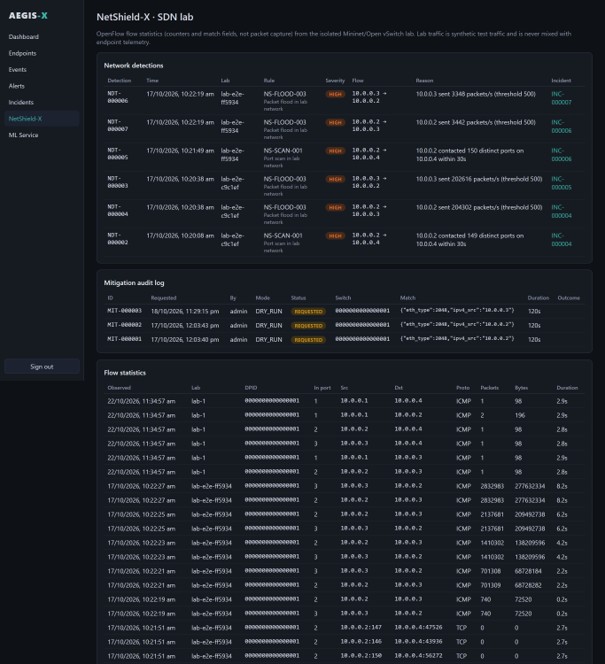 AEGIS-X
Dashboard
Endpoints
Events
Alerts
Incidents
NetShield-X
ML Service
Sign out
NetShield-X · SDN lab
OpenFlow flow statistics (counters and match fields, not packet capture) from the isolated Mininet/Open vSwitch lab. Lab traffic is synthetic test traffic and is never mixed with
endpoint telemetry.
Network detections
Detection Time Lab Rule Severity Flow Reason Incident
NDT-000006 17/10/2026, 10:22:19 am lab-e2e-ff5934 NS-FLOOD-003 Packet flood in lab network HIGH 10.0.0.3 → 10.0.0.2 10.0.0.3 sent 3348 packets/s (threshold 500) INC-000007
NDT-000007 17/10/2026, 10:22:19 am lab-e2e-ff5934 NS-FLOOD-003 Packet flood in lab network HIGH 10.0.0.2 → 10.0.0.3 10.0.0.2 sent 3442 packets/s (threshold 500) INC-000006
NDT-000005 17/10/2026, 10:21:49 am lab-e2e-ff5934 NS-SCAN-001 Port scan in lab network HIGH 10.0.0.2 → 10.0.0.4 10.0.0.2 contacted 150 distinct ports on 10.0.0.4 within 30s INC-000006
NDT-000003 17/10/2026, 10:20:38 am lab-e2e-c9c1ef NS-FLOOD-003 Packet flood in lab network HIGH 10.0.0.3 → 10.0.0.2 10.0.0.3 sent 202616 packets/s (threshold 500) INC-000005
NDT-000004 17/10/2026, 10:20:38 am lab-e2e-c9c1ef NS-FLOOD-003 Packet flood in lab network HIGH 10.0.0.2 → 10.0.0.3 10.0.0.2 sent 204302 packets/s (threshold 500) INC-000004
NDT-000002 17/10/2026, 10:20:08 am lab-e2e-c9c1ef NS-SCAN-001 Port scan in lab network HIGH 10.0.0.2 → 10.0.0.4 10.0.0.2 contacted 149 distinct ports on 10.0.0.4 within 30s INC-000004
Mitigation audit log
ID Requested By Mode Status Switch Match Duration Outcome
MIT-000003 18/10/2026, 11:29:15 pm admin DRY_RUN REQUESTED 0000000000000001 {"eth_type":2048,"ipv4_src":"10.0.0.3"} 120s
MIT-000002 17/10/2026, 12:03:43 pm admin DRY_RUN REQUESTED 0000000000000001 {"eth_type":2048,"ipv4_src":"10.0.0.2"} 120s
MIT-000001 17/10/2026, 12:03:40 pm admin DRY_RUN REQUESTED 0000000000000001 {"eth_type":2048,"ipv4_src":"10.0.0.2"} 120s
Flow statistics
Observed Lab DPID In port Src Dst Proto Packets Bytes Duration
22/10/2026, 11:34:57 am lab-1 0000000000000001 1 10.0.0.1 10.0.0.4 ICMP 1 98 2.9s
22/10/2026, 11:34:57 am lab-1 0000000000000001 1 10.0.0.1 10.0.0.2 ICMP 2 196 2.9s
22/10/2026, 11:34:57 am lab-1 0000000000000001 2 10.0.0.2 10.0.0.4 ICMP 1 98 2.8s
22/10/2026, 11:34:57 am lab-1 0000000000000001 3 10.0.0.3 10.0.0.4 ICMP 1 98 2.8s
22/10/2026, 11:34:57 am lab-1 0000000000000001 1 10.0.0.1 10.0.0.3 ICMP 1 98 2.9s
22/10/2026, 11:34:57 am lab-1 0000000000000001 2 10.0.0.2 10.0.0.3 ICMP 1 98 2.8s
17/10/2026, 10:22:27 am lab-e2e-ff5934 0000000000000001 3 10.0.0.3 10.0.0.2 ICMP 2832983 277632334 8.2s
17/10/2026, 10:22:27 am lab-e2e-ff5934 0000000000000001 2 10.0.0.2 10.0.0.3 ICMP 2832983 277632334 8.2s
17/10/2026, 10:22:25 am lab-e2e-ff5934 0000000000000001 2 10.0.0.2 10.0.0.3 ICMP 2137681 209492738 6.2s
17/10/2026, 10:22:25 am lab-e2e-ff5934 0000000000000001 3 10.0.0.3 10.0.0.2 ICMP 2137681 209492738 6.2s
17/10/2026, 10:22:23 am lab-e2e-ff5934 0000000000000001 2 10.0.0.2 10.0.0.3 ICMP 1410302 138209596 4.2s
17/10/2026, 10:22:23 am lab-e2e-ff5934 0000000000000001 3 10.0.0.3 10.0.0.2 ICMP 1410302 138209596 4.2s
17/10/2026, 10:22:21 am lab-e2e-ff5934 0000000000000001 3 10.0.0.3 10.0.0.2 ICMP 701308 68728184 2.2s
17/10/2026, 10:22:21 am lab-e2e-ff5934 0000000000000001 2 10.0.0.2 10.0.0.3 ICMP 701309 68728282 2.2s
17/10/2026, 10:22:19 am lab-e2e-ff5934 0000000000000001 2 10.0.0.2 10.0.0.3 ICMP 740 72520 0.2s
17/10/2026, 10:22:19 am lab-e2e-ff5934 0000000000000001 3 10.0.0.3 10.0.0.2 ICMP 740 72520 0.2s
17/10/2026, 10:21:51 am lab-e2e-ff5934 0000000000000001 2 10.0.0.2:147 10.0.0.4:47526 TCP 0 0 2.7s
17/10/2026, 10:21:51 am lab-e2e-ff5934 0000000000000001 2 10.0.0.2:146 10.0.0.4:43936 TCP 0 0 2.7s
17/10/2026, 10:21:51 am lab-e2e-ff5934 0000000000000001 2 10.0.0.2:150 10.0.0.4:56272 TCP 0 0 2.7s